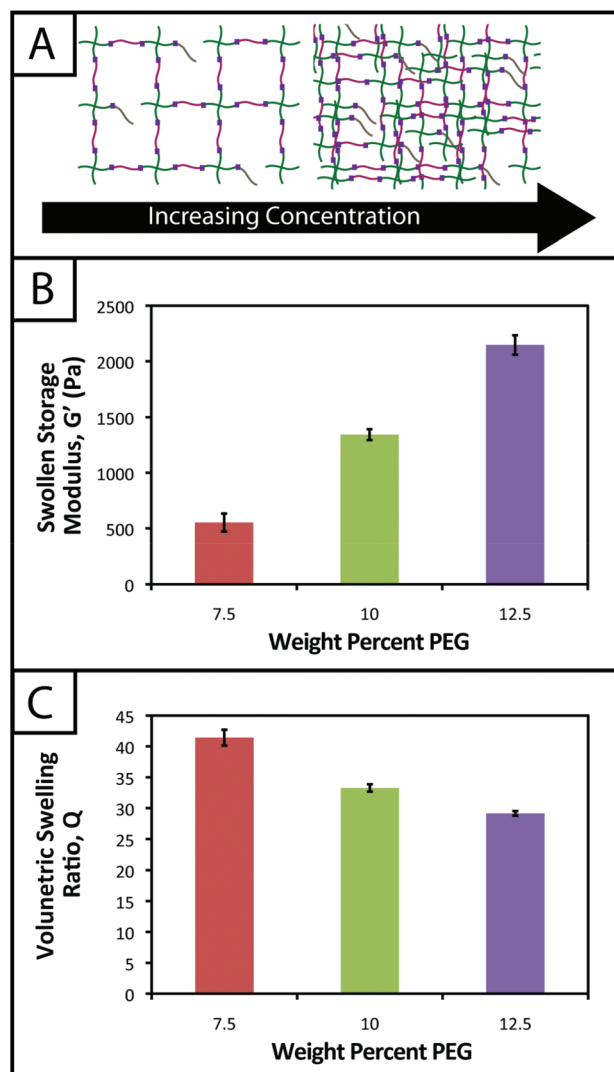 A
Increasing Concentration
B
Swollen Storage
Modulus, G' (Pa)
2500
2000
1500
1000
500
0
7.5 10 12.5
Weight Percent PEG
C
Volunetric Swelling
Ratio, Q
45
40
35
30
25
20
15
10
5
0
7.5 10 12.5
Weight Percent PEG